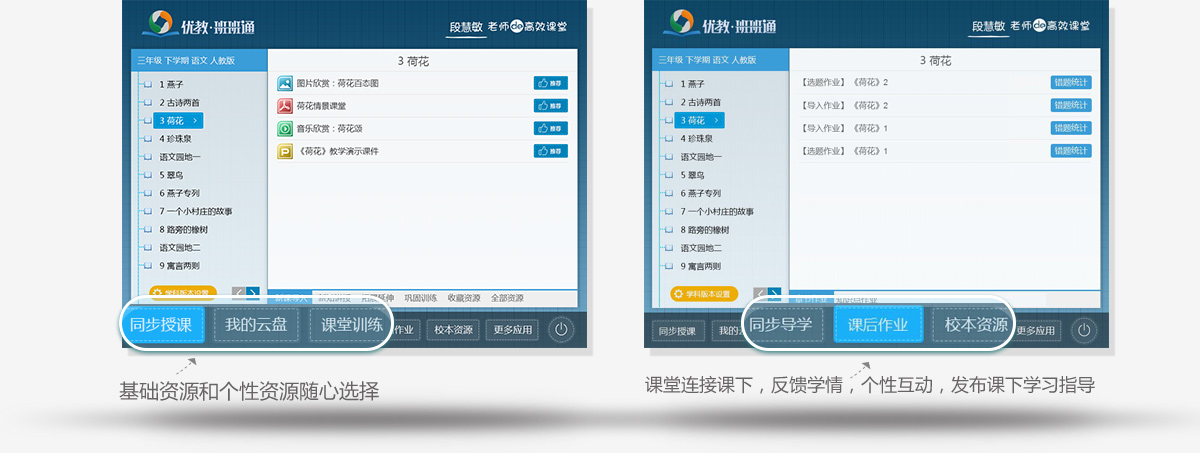 优教·班班通
段慧敏 老师de高效课堂
三年级 下学期 语文 人教版
3 荷花
1 燕子
2 古诗两首
3 荷花
4 珍珠泉
语文园地一
5 翠鸟
6 燕子专列
7 一个小村庄的故事
8 路旁的橡树
语文园地二
9 寓言两则
学科版本设置
图片欣赏：荷花百态图 推荐
荷花情景课堂 推荐
音乐欣赏：荷花颂 推荐
《荷花》教学演示课件 推荐
巩固训练 收藏资源 全部资源
同步授课 我的云盘 课堂训练 作业 校本资源 更多应用
基础资源和个性资源随心选择
优教·班班通
段慧敏 老师de高效课堂
三年级 下学期 语文 人教版
3 荷花
1 燕子
2 古诗两首
3 荷花
4 珍珠泉
语文园地一
5 翠鸟
6 燕子专列
7 一个小村庄的故事
8 路旁的橡树
语文园地二
9 寓言两则
学科版本设置
【选题作业】《荷花》2 错题统计
【导入作业】《荷花》2 错题统计
【导入作业】《荷花》1 错题统计
【选题作业】《荷花》1 错题统计
同步授课 我的云 同步导学 课后作业 校本资源 更多应用
课堂连接课下，反馈学情，个性互动，发布课下学习指导